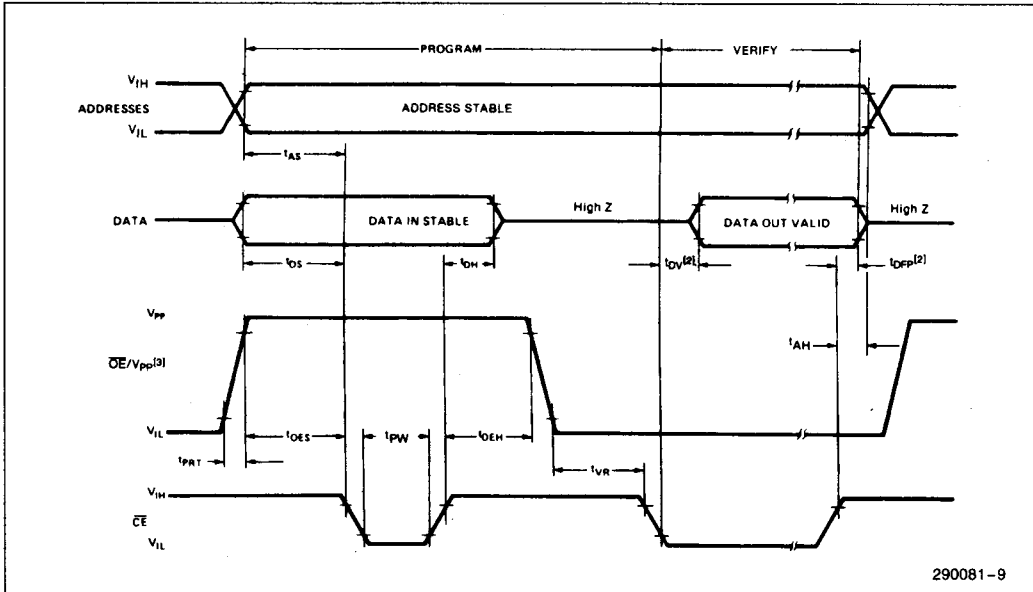 PROGRAM VERIFY
VIH
ADDRESSES ADDRESS STABLE
VIL
tAS
DATA DATA IN STABLE High Z DATA OUT VALID High Z
tDS tDH tDV[2] tDFP[2]
VPP
tAH
OE/VPP[3]
VIL
tOES tPW tOEH
tPRT tVR
VIH
CE
VIL
290081-9